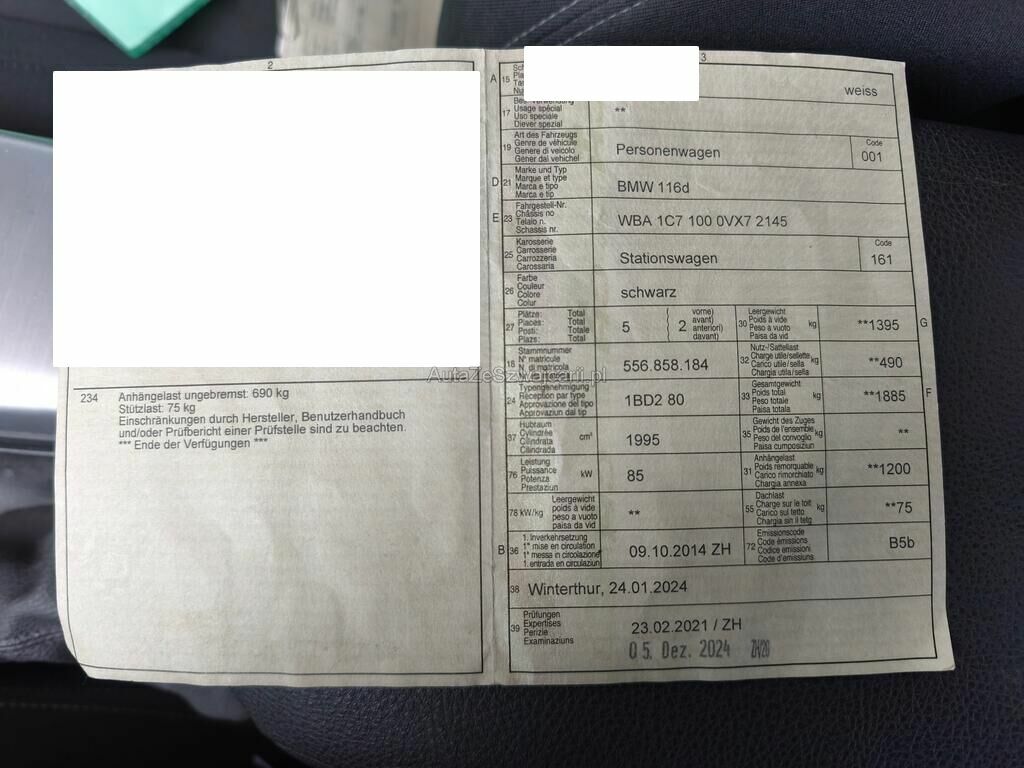 2
234 Anhängelast ungebremst: 690 kg
Stützlast: 75 kg
Einschränkungen durch Hersteller, Benutzerhandbuch
und/oder Prüfbericht einer Prüfstelle sind zu beachten.
*** Ende der Verfügungen ***
3
A 15
weiss
17
Usage spécial
Uso speciale
Diever spezial
**
19
Art des Fahrzeugs
Genre de véhicule
Genere di veicolo
Gener dal vehichel
Personenwagen
Code
001
D 21
Marke und Typ
Marque et type
Marca e tipo
Marca e tip
BMW 116d
E 23
Fahrgestell-Nr.
Châssis no
Telaio n.
Schassis nr.
WBA 1C7 100 0VX7 2145
25
Karosserie
Carrosserie
Carrozzeria
Carossaria
Stationswagen
Code
161
26
Farbe
Couleur
Colore
Colur
schwarz
27
Plätze: Total
Places: Total
Posti: Totale
Plazs: Total
5
2
vorne)
avant)
anteriori)
davant)
30
Leergewicht
Poids à vide
Peso a vuoto
Paisa da vid
kg
**1395
G
18
Stammnummer
N° matricule
N. di matricola
556.858.184
32
Nutz-/Sattellast
Charge utile/sellette
Carico utile/sella
Chargia utila/sella
kg
**490
AutaZeSzwajcarii.pl
24
Typengenehmigung
Réception par type
Approvazione del tipo
Approvaziun dal tip
1BD2 80
33
Gesamtgewicht
Poids total
Peso totale
Paisa totala
kg
**1885
F
37
Hubraum
Cylindrée
Cilindrata
Cilindrada
cm³
1995
35
Gewicht des Zuges
Poids de l'ensemble
Peso del convoglio
Paisa cumposiziun
kg
**
76
Leistung
Puissance
Potenza
Prestaziun
kW
85
31
Anhängelast
Poids remorquable
Carico rimorchiato
Chargia annexa
kg
**1200
78 kW/kg
Leergewicht
poids à vide
peso a vuoto
paisa da vid
**
55
Dachlast
Charge sur le toit
Carico sul tetto
Chargia sin il tetg
kg
**75
B 36
1. Inverkehrsetzung
1re mise en circulation
1a messa in circolazione
1. entrada en circulaziun
09.10.2014 ZH
72
Emissionscode
Code émissions
Codice emissioni
Code d'emissiuns
B5b
38 Winterthur, 24.01.2024
39
Prüfungen
Expertises
Perizie
Examinaziuns
23.02.2021 / ZH
05. Dez. 2024